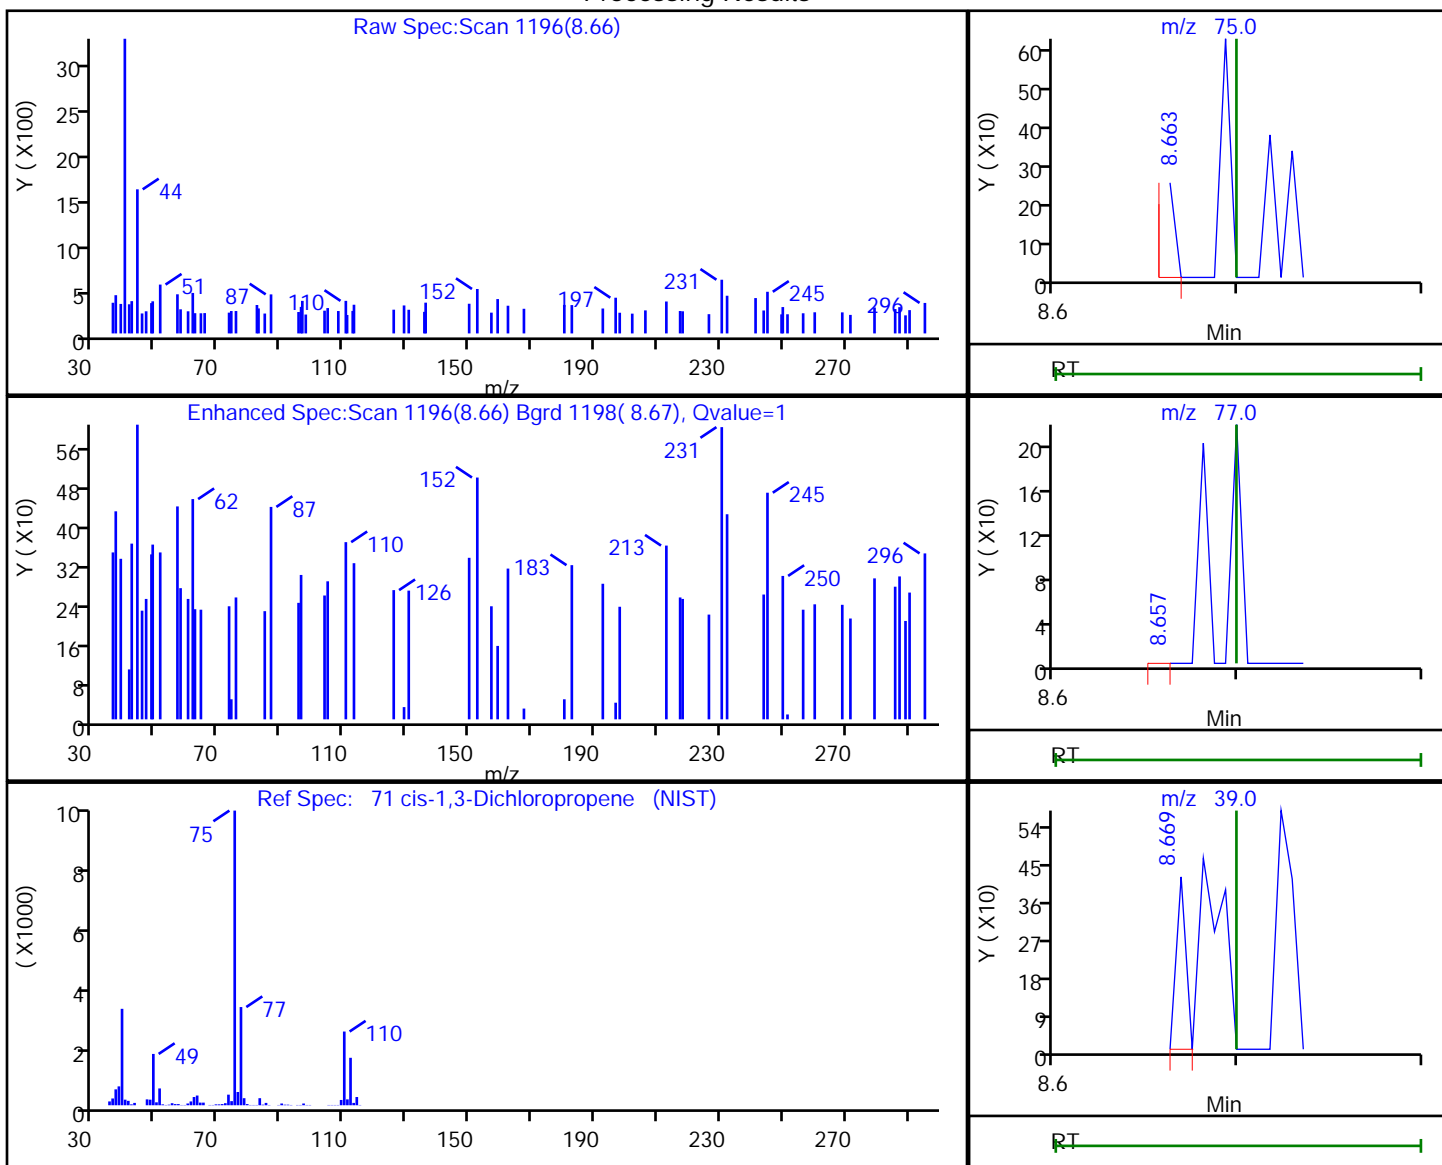 Processing Results
Raw Spec:Scan 1196(8.66)
Y ( X100)
30
25
20
15
10
5
0
44
51
87
110
152
197
231
245
296
30 70 110 150 190 230 270
m/z
m/z 75.0
Y ( X10)
60
50
40
30
20
10
0
8.663
8.6
Min
RT
Enhanced Spec:Scan 1196(8.66) Bgrd 1198( 8.67), Qvalue=1
Y ( X10)
56
48
40
32
24
16
8
0
62
87
110
126
152
183
213
231
245
250
296
30 70 110 150 190 230 270
m/z
m/z 77.0
Y ( X10)
20
16
12
8
4
0
8.657
8.6
Min
RT
Ref Spec: 71 cis-1,3-Dichloropropene (NIST)
( X1000)
10
8
6
4
2
0
75
77
49
110
30 70 110 150 190 230 270
m/z 39.0
Y ( X10)
54
45
36
27
18
9
0
8.669
8.6
Min
RT